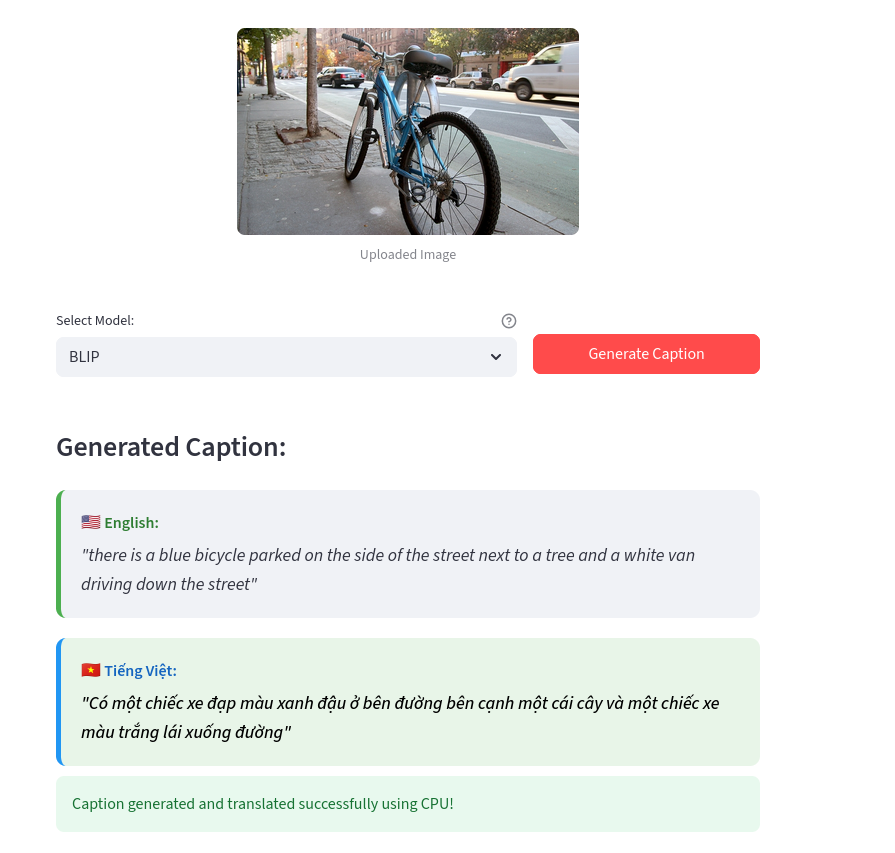 Uploaded Image
Select Model:
BLIP
Generate Caption
Generated Caption:
🇺🇸 English:
"there is a blue bicycle parked on the side of the street next to a tree and a white van
driving down the street"
🇻🇳 Tiếng Việt:
"Có một chiếc xe đạp màu xanh đậu ở bên đường bên cạnh một cái cây và một chiếc xe
màu trắng lái xuống đường"
Caption generated and translated successfully using CPU!